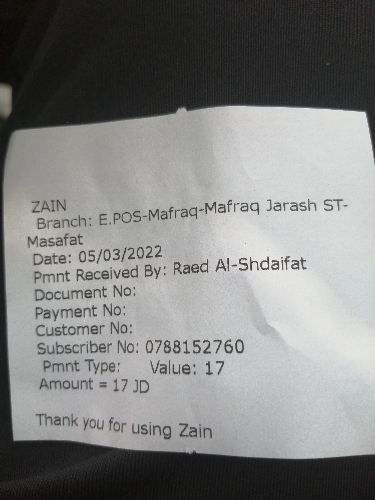 ZAIN
Branch: E.POS-Mafraq-Mafraq Jarash ST-
Masafat
Date: 05/03/2022
Pmnt Received By: Raed Al-Shdaifat
Document No:
Payment No:
Customer No:
Subscriber No: 0788152760
Pmnt Type: Value: 17
Amount = 17 JD
Thank you for using Zain